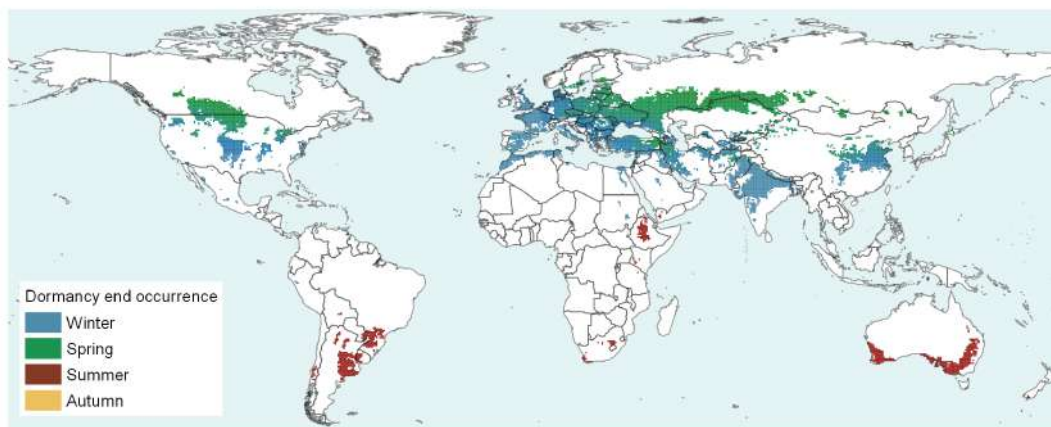 Dormancy end occurrence
Winter
Spring
Summer
Autumn